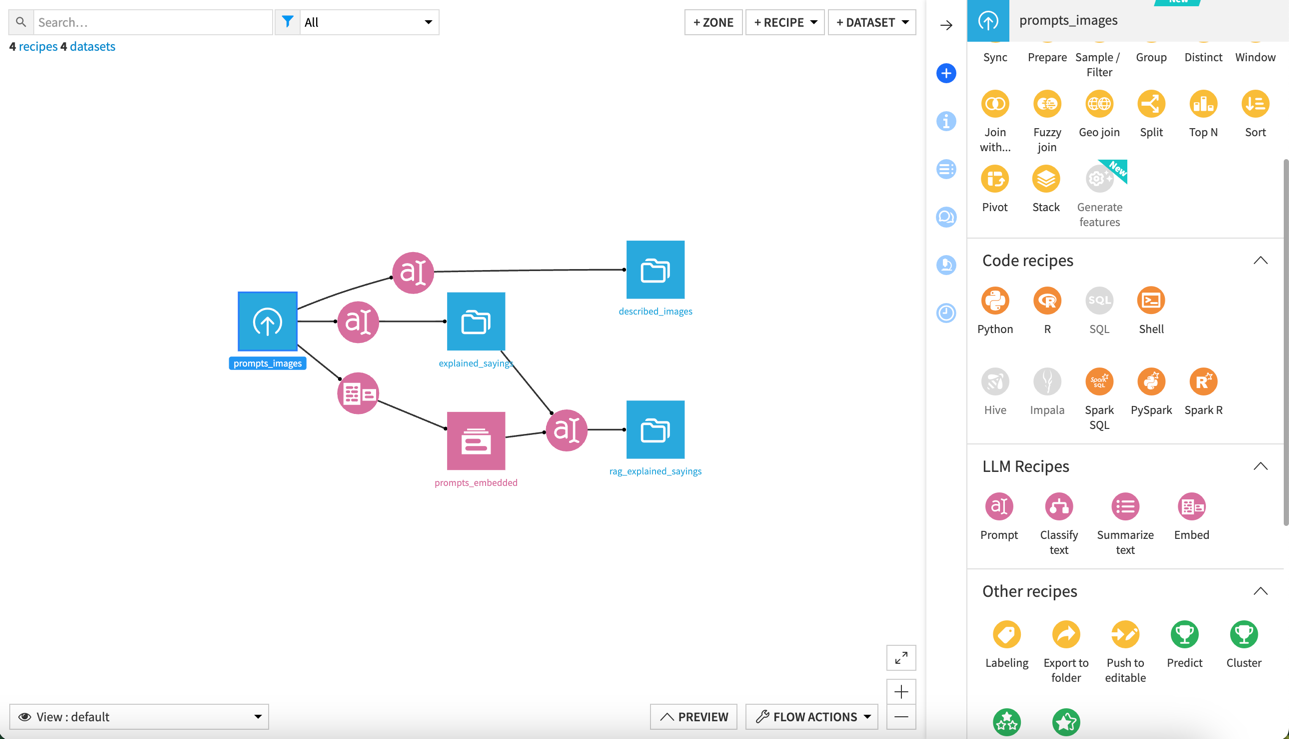 Search...
All
+ ZONE
+ RECIPE
+ DATASET
4 recipes 4 datasets
prompts_images
explained_sayings
described_images
prompts_embedded
rag_explained_sayings
View : default
PREVIEW
FLOW ACTIONS
New
prompts_images
Sync
Prepare
Sample /
Filter
Group
Distinct
Window
Join
with...
Fuzzy
join
Geo join
Split
Top N
Sort
Pivot
Stack
New
Generate
features
Code recipes
Python
R
SQL
SQL
Shell
Hive
Impala
Spark
SQL
Spark
SQL
PySpark
Spark R
LLM Recipes
Prompt
Classify
text
Summarize
text
Embed
Other recipes
Labeling
Export to
folder
Push to
editable
Predict
Cluster